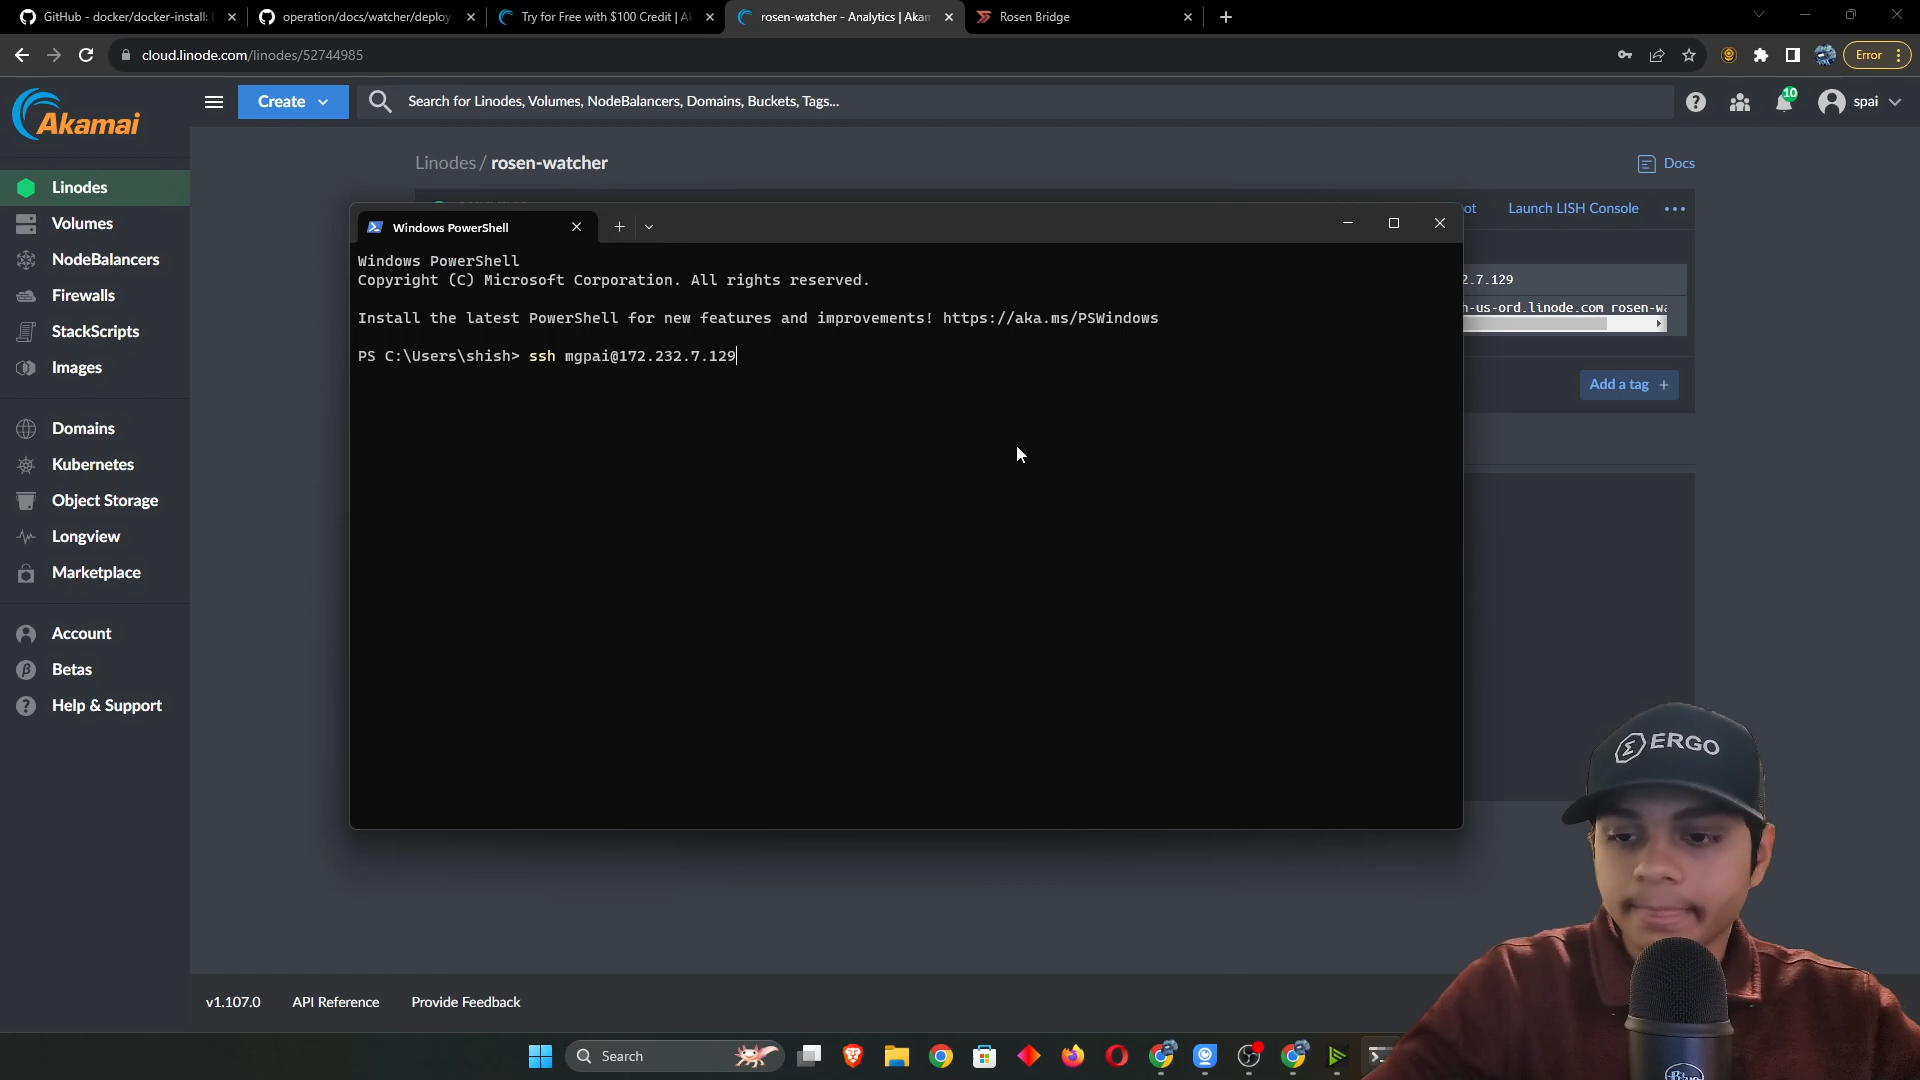 GitHub - docker/docker-install:
operation/docs/watcher/deploy
Try for Free with $100 Credit | Ak
rosen-watcher - Analytics | Akam
Rosen Bridge
cloud.linode.com/linodes/52744985
Error
Akamai
Create
Search for Linodes, Volumes, NodeBalancers, Domains, Buckets, Tags...
10
spai
Linodes / rosen-watcher
Docs
Linodes
Volumes
NodeBalancers
Firewalls
StackScripts
Images
Domains
Kubernetes
Object Storage
Longview
Marketplace
Account
Betas
Help & Support
ot
Launch LISH Console
2.7.129
h-us-ord.linode.com rosen-wa
Add a tag +
Windows PowerShell
Windows PowerShell
Copyright (C) Microsoft Corporation. All rights reserved.
Install the latest PowerShell for new features and improvements! https://aka.ms/PSWindows
PS C:\Users\shish> ssh mgpai@172.232.7.129
ERGO
v1.107.0
API Reference
Provide Feedback
Search
Blue